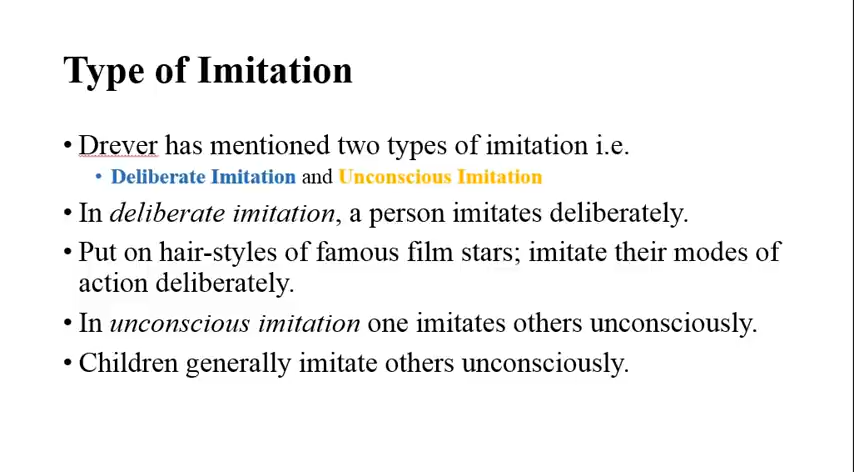 Type of Imitation
• Drever has mentioned two types of imitation i.e.
• Deliberate Imitation and Unconscious Imitation
• In deliberate imitation, a person imitates deliberately.
• Put on hair-styles of famous film stars; imitate their modes of
action deliberately.
• In unconscious imitation one imitates others unconsciously.
• Children generally imitate others unconsciously.